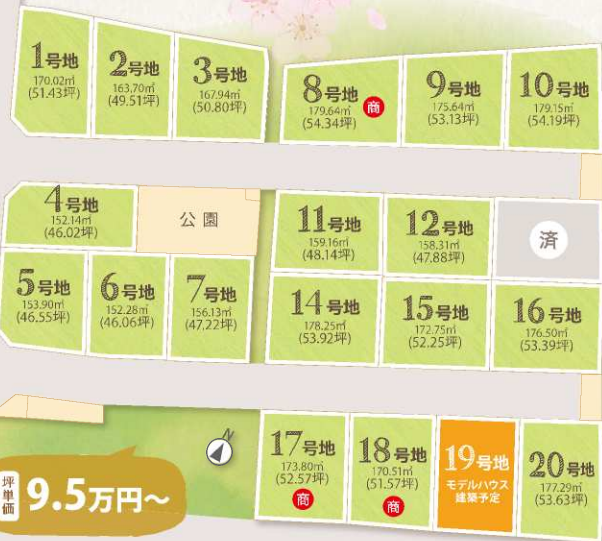 1号地
170.02㎡
(51.43坪)
2号地
163.70㎡
(49.51坪)
3号地
167.94㎡
(50.80坪)
8号地
179.64㎡
(54.34坪)
商
9号地
175.64㎡
(53.13坪)
10号地
179.15㎡
(54.19坪)
4号地
152.14㎡
(46.02坪)
公園
11号地
159.16㎡
(48.14坪)
12号地
158.31㎡
(47.88坪)
済
5号地
153.90㎡
(46.55坪)
6号地
152.28㎡
(46.06坪)
7号地
156.13㎡
(47.22坪)
14号地
178.25㎡
(53.92坪)
15号地
172.75㎡
(52.25坪)
16号地
176.50㎡
(53.39坪)
N
17号地
173.80㎡
(52.57坪)
商
18号地
170.51㎡
(51.57坪)
商
19号地
モデルハウス
建築予定
20号地
177.29㎡
(53.63坪)
坪単価
9.5万円〜